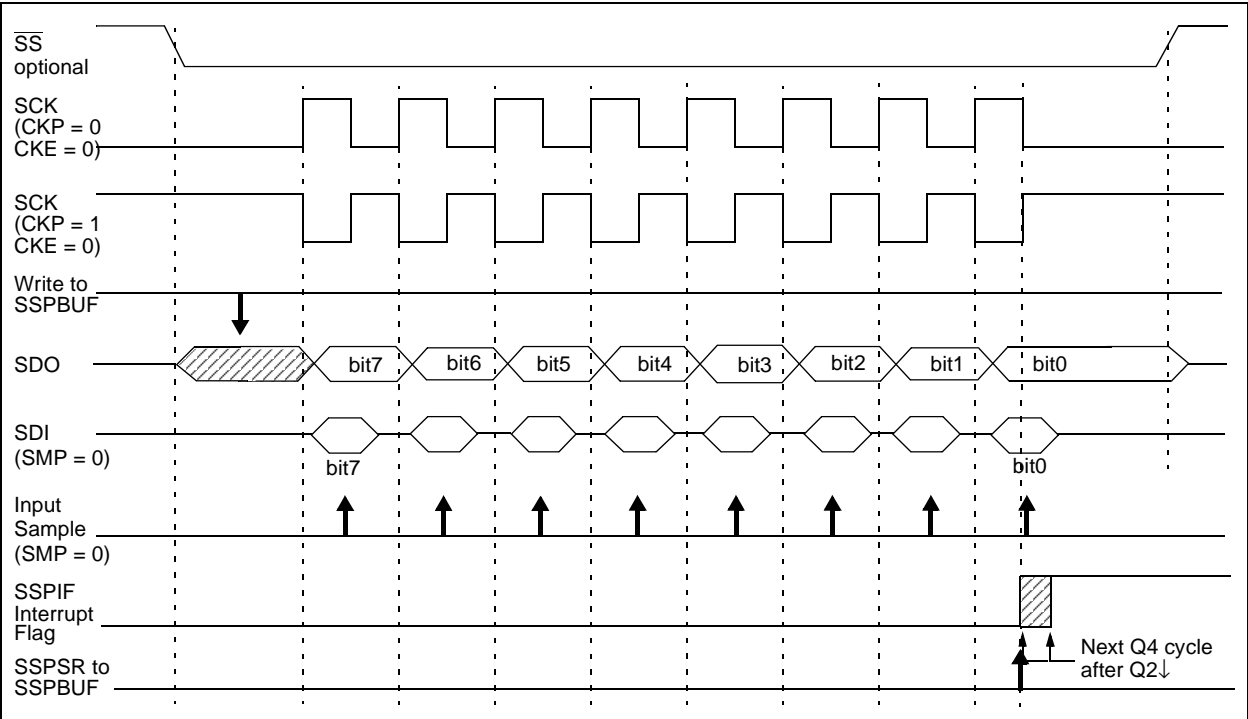 SS
optional
SCK
(CKP = 0
CKE = 0)
SCK
(CKP = 1
CKE = 0)
Write to
SSPBUF
SDO
bit7 bit6 bit5 bit4 bit3 bit2 bit1 bit0
SDI
(SMP = 0)
bit7 bit0
Input
Sample
(SMP = 0)
SSPIF
Interrupt
Flag
Next Q4 cycle
after Q2↓
SSPSR to
SSPBUF